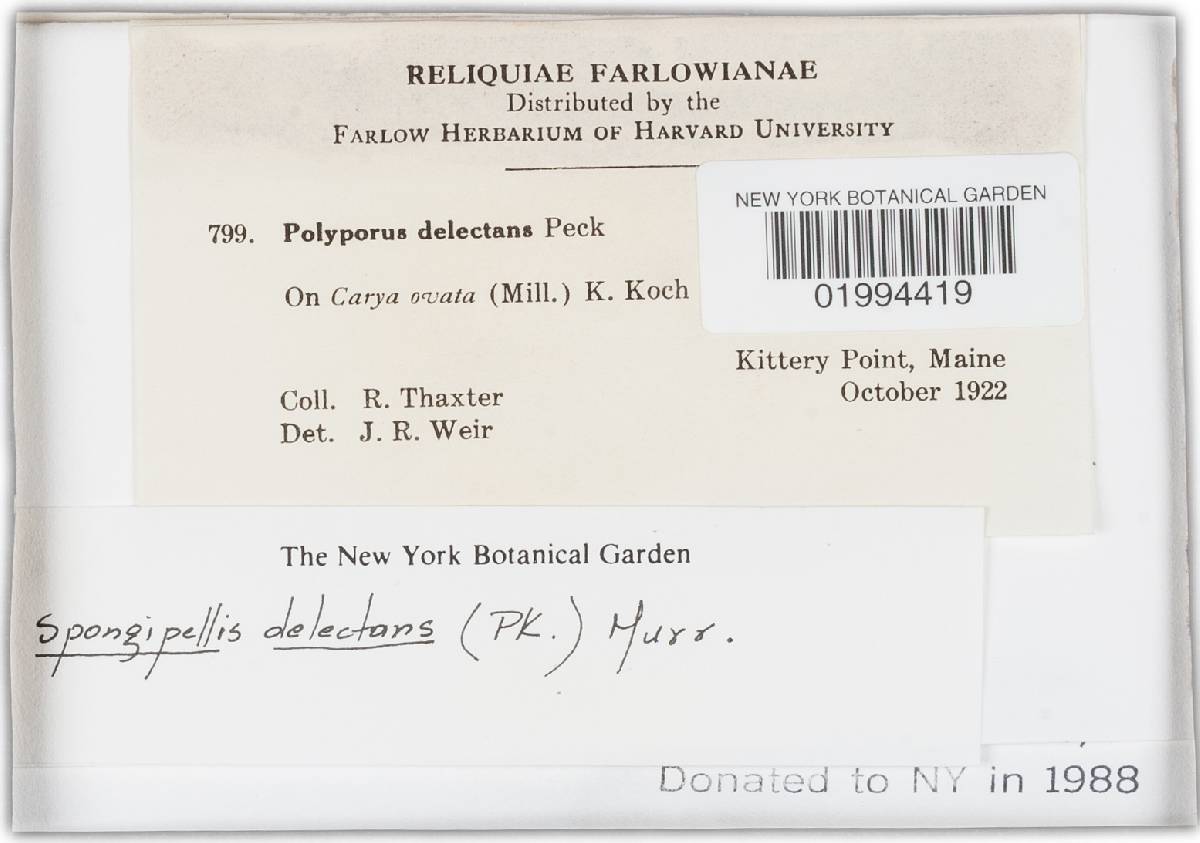 RELIQUIAE FARLOWIANAE
Distributed by the
FARLOW HERBARIUM OF HARVARD UNIVERSITY
NEW YORK BOTANICAL GARDEN
01994419
799. Polyporus delectans Peck
On Carya ovata (Mill.) K. Koch
Kittery Point, Maine
October 1922
Coll. R. Thaxter
Det. J. R. Weir
The New York Botanical Garden
Spongipellis delectans (PK.) Murr.
Donated to NY in 1988